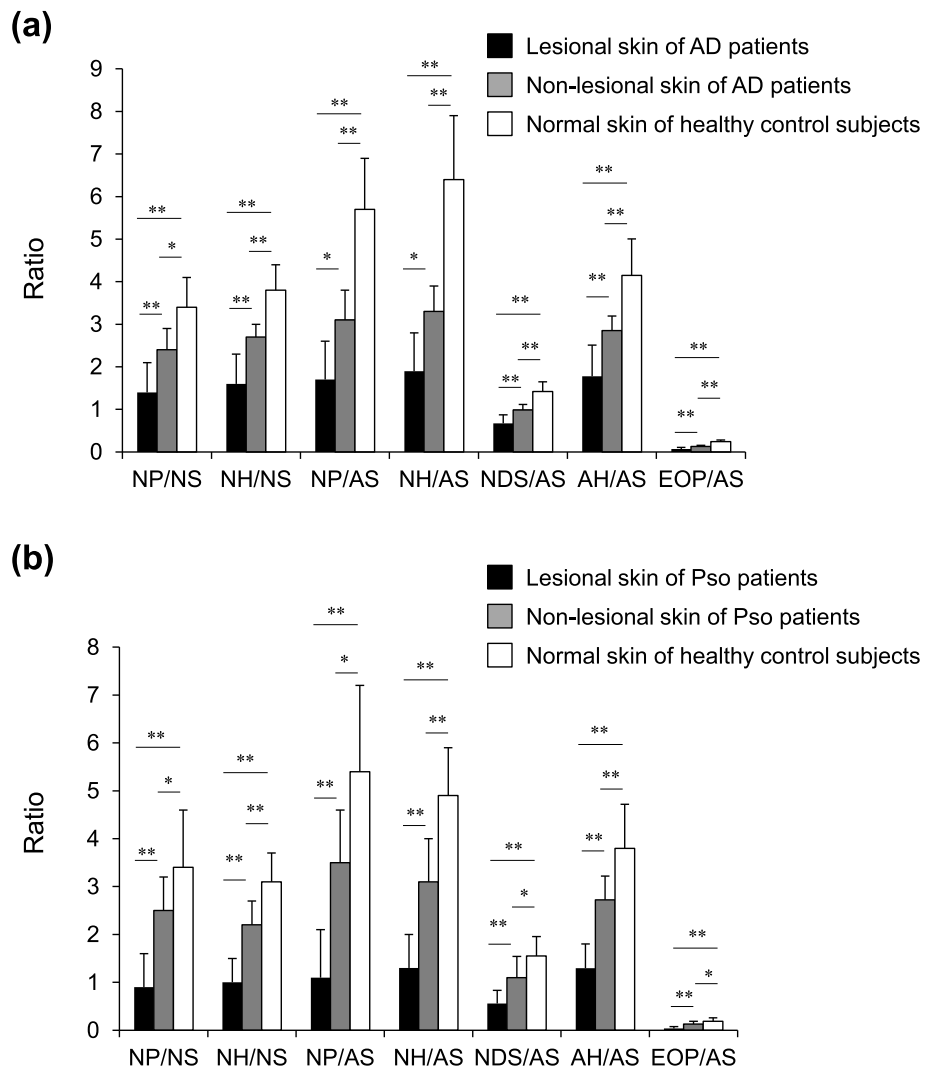 (a)
Lesional skin of AD patients
Non-lesional skin of AD patients
Normal skin of healthy control subjects
9
8
7
6
5
4
3
2
1
0
Ratio
** ** * ** ** ** ** ** * ** ** * ** ** ** ** ** ** ** ** **
NP/NS NH/NS NP/AS NH/AS NDS/AS AH/AS EOP/AS
(b)
Lesional skin of Pso patients
Non-lesional skin of Pso patients
Normal skin of healthy control subjects
8
7
6
5
4
3
2
1
0
Ratio
** ** * ** ** ** ** ** * ** ** ** ** ** * ** ** ** ** ** *
NP/NS NH/NS NP/AS NH/AS NDS/AS AH/AS EOP/AS